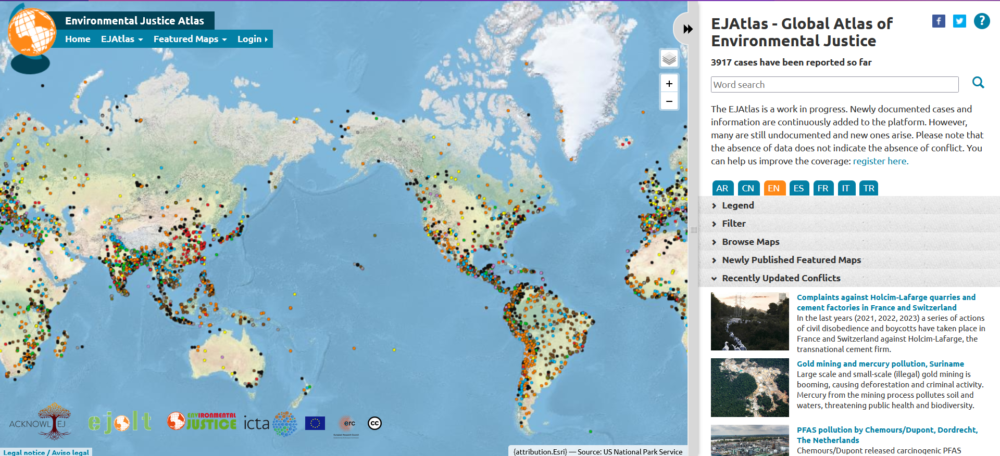 Environmental Justice Atlas
Home EJAtlas Featured Maps Login
+
−
ACKNOWL EJ
ejolt
ENVIRONMENTAL
JUSTICE
icta
erc
European Research Council
cc
Legal notice / Aviso legal
{attribution.Esri} — Source: US National Park Service
EJAtlas - Global Atlas of
Environmental Justice
f
?
3917 cases have been reported so far
Word search
The EJAtlas is a work in progress. Newly documented cases and
information are continuously added to the platform. However,
many are still undocumented and new ones arise. Please note that
the absence of data does not indicate the absence of conflict. You
can help us improve the coverage: register here.
AR CN EN ES FR IT TR
Legend
Filter
Browse Maps
Newly Published Featured Maps
Recently Updated Conflicts
Complaints against Holcim-Lafarge quarries and
cement factories in France and Switzerland
In the last years (2021, 2022, 2023) a series of actions
of civil disobedience and boycotts have taken place in
France and Switzerland against Holcim-Lafarge, the
transnational cement firm.
Gold mining and mercury pollution, Suriname
Large scale and small-scale (illegal) gold mining is
booming, causing deforestation and criminal activity.
Mercury from the mining process pollutes soil and
waters, threatening public health and biodiversity.
PFAS pollution by Chemours/Dupont, Dordrecht,
The Netherlands
Chemours/Dupont released carcinogenic PFAS